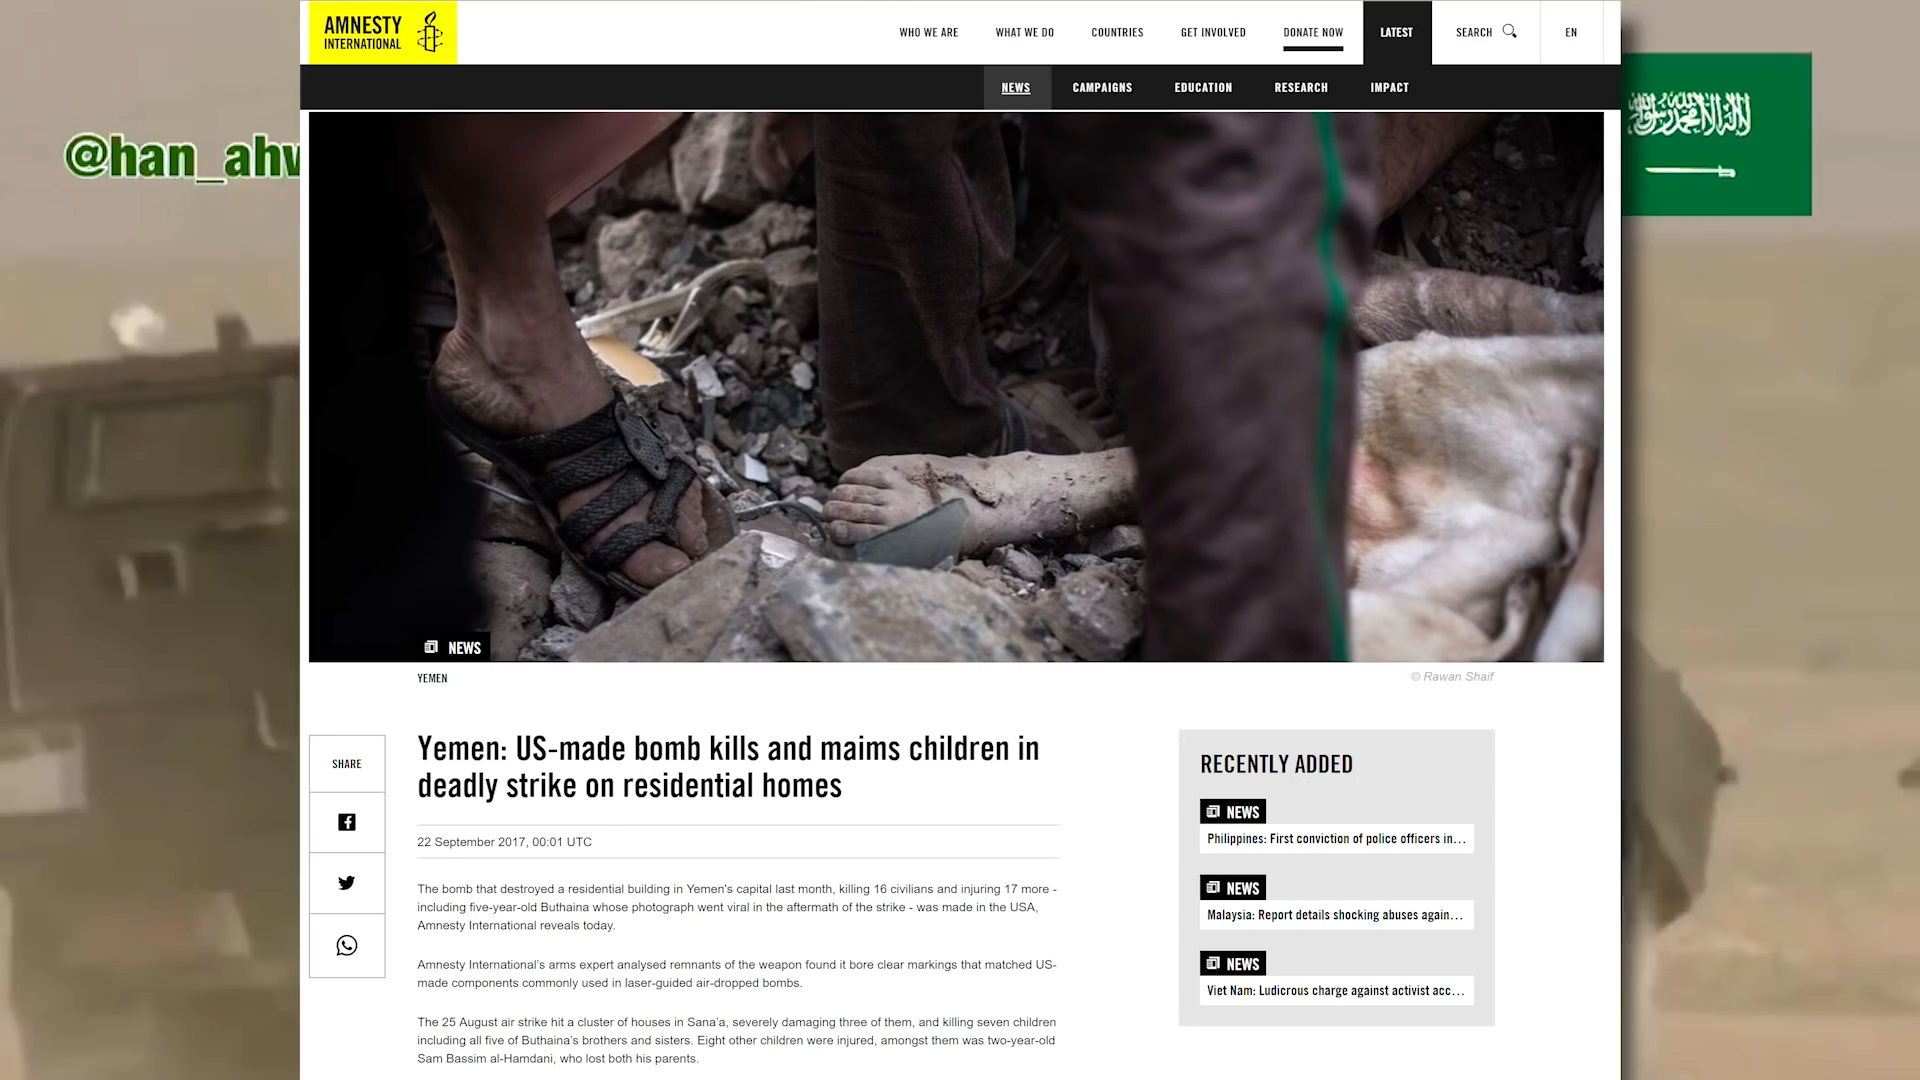 AMNESTY
INTERNATIONAL
WHO WE ARE
WHAT WE DO
COUNTRIES
GET INVOLVED
DONATE NOW
LATEST
SEARCH
EN
NEWS
CAMPAIGNS
EDUCATION
RESEARCH
IMPACT
@han_ahw
لا إله إلا الله محمد رسول الله
NEWS
YEMEN
© Rawan Shaif
SHARE
Yemen: US-made bomb kills and maims children in
deadly strike on residential homes
22 September 2017, 00:01 UTC
The bomb that destroyed a residential building in Yemen's capital last month, killing 16 civilians and injuring 17 more -
including five-year-old Buthaina whose photograph went viral in the aftermath of the strike - was made in the USA,
Amnesty International reveals today.
Amnesty International's arms expert analysed remnants of the weapon found it bore clear markings that matched US-
made components commonly used in laser-guided air-dropped bombs.
The 25 August air strike hit a cluster of houses in Sana'a, severely damaging three of them, and killing seven children
including all five of Buthaina's brothers and sisters. Eight other children were injured, amongst them was two-year-old
Sam Bassim al-Hamdani, who lost both his parents.
RECENTLY ADDED
NEWS
Philippines: First conviction of police officers in...
NEWS
Malaysia: Report details shocking abuses again...
NEWS
Viet Nam: Ludicrous charge against activist acc...